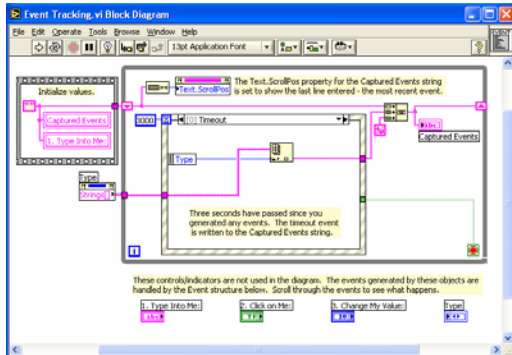 Event Tracking.vi Block Diagram
File Edit Operate Tools Browse Window Help
13pt Application Font
EVENT
Initialize values.
Captured Events
1. Type Into Me:
Text.ScrollPos
The Text.ScrollPos property for the Captured Events string
is set to show the last line entered - the most recent event.
3000
[0] Timeout
Type
Captured Events
Type
Strings[]
Three seconds have passed since you
generated any events. The timeout event
is written to the Captured Events string.
i
These controls/indicators are not used in the diagram. The events generated by these objects are
handled by the Event structure below. Scroll through the events to see what happens.
1. Type Into Me:
2. Click on Me:
3. Change My Value:
Type
abc
TF